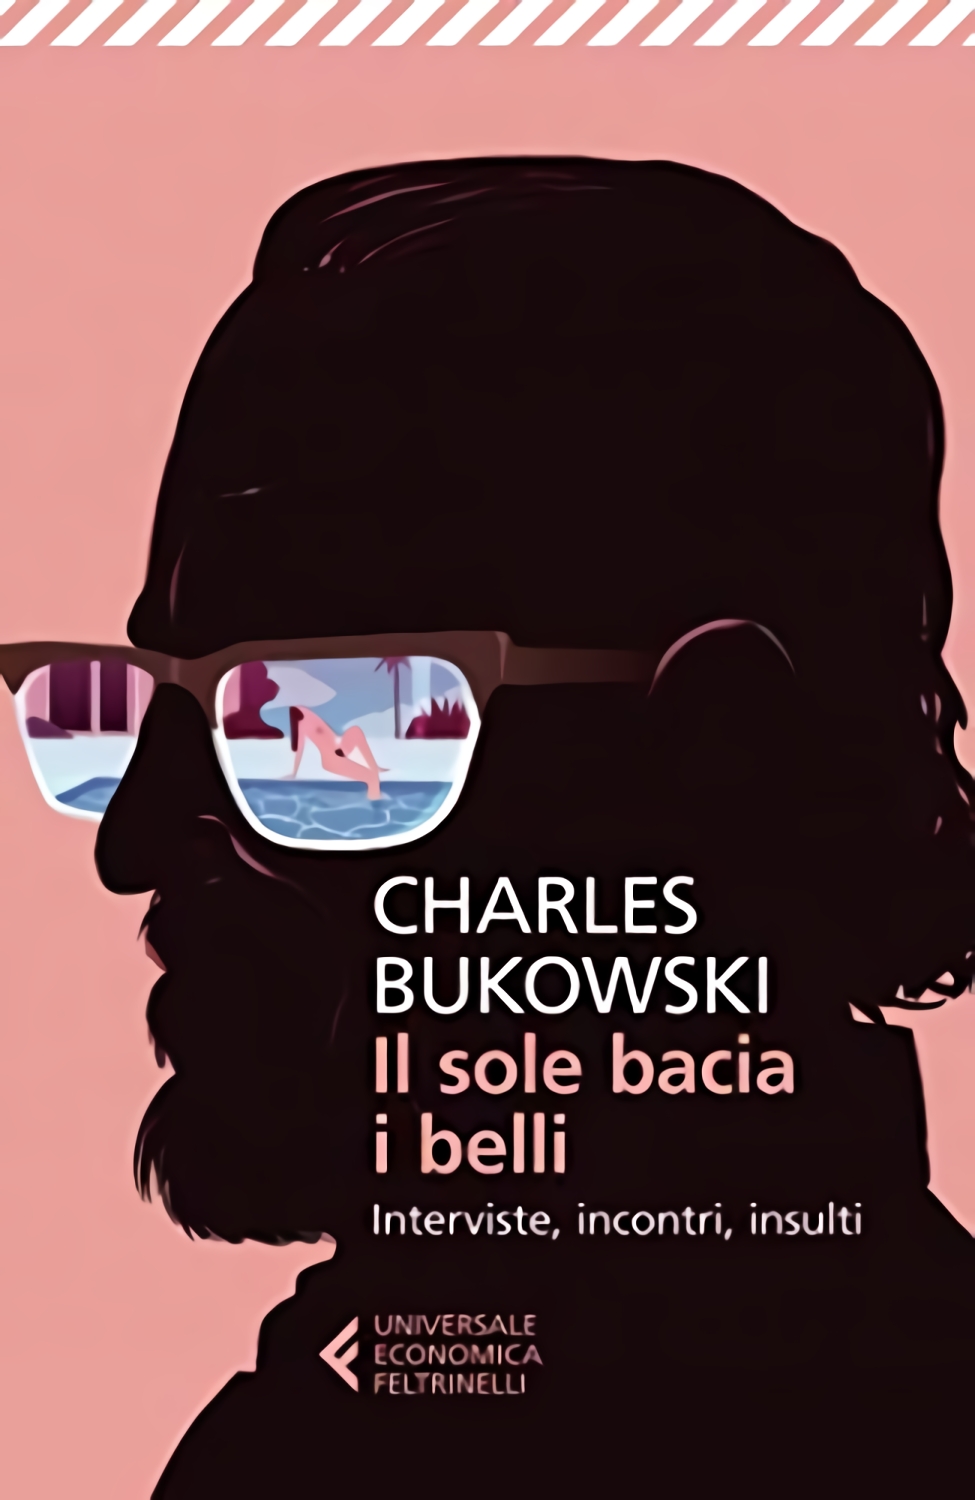 CHARLES
BUKOWSKI
Il sole bacia
i belli
Interviste, incontri, insulti
UNIVERSALE
ECONOMICA
FELTRINELLI